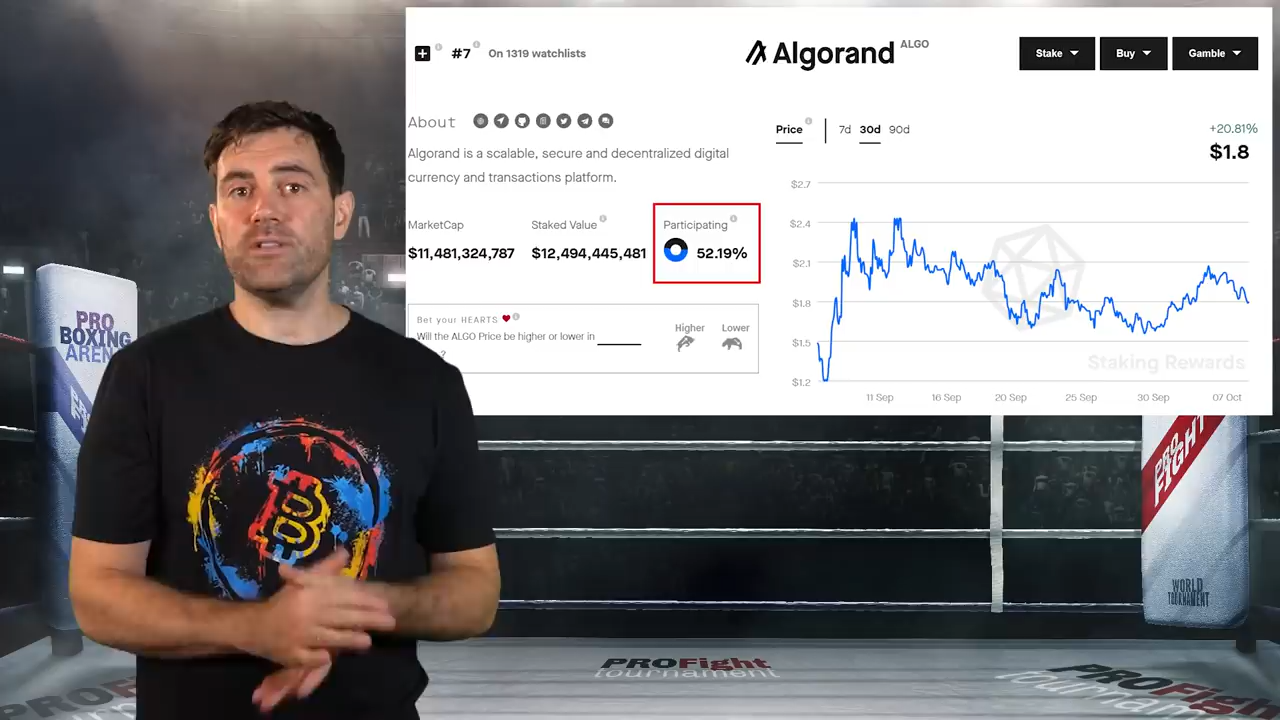 #7
On 1319 watchlists
Algorand ALGO
Stake
Buy
Gamble
About
Algorand is a scalable, secure and decentralized digital
currency and transactions platform.
MarketCap
$11,481,324,787
Staked Value
$12,494,445,481
Participating
52.19%
Bet your HEARTS
Will the ALGO Price be higher or lower in
?
Higher
Lower
Price
7d
30d
90d
+20.81%
$1.8
$2.7
$2.4
$2.1
$1.8
$1.5
$1.2
Staking Rewards
11 Sep
16 Sep
20 Sep
25 Sep
30 Sep
07 Oct
PRO
BOXING
ARENA
PRO
FIGHT
WORLD
TOURNAMENT
PROFight
tournament
PROFight
tournament